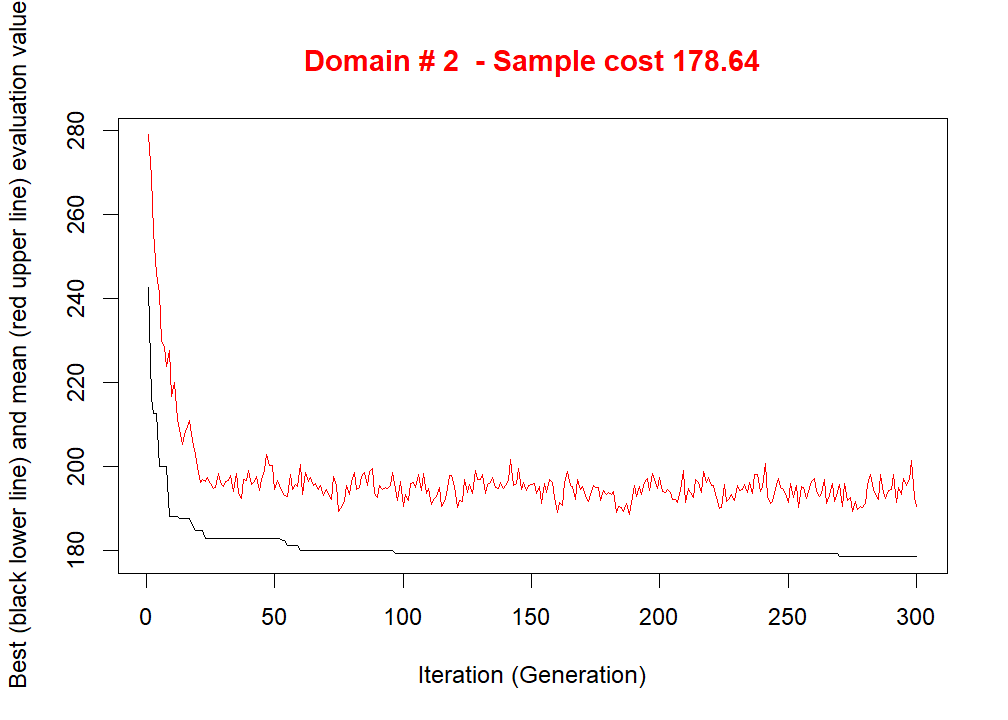 Domain # 2  - Sample cost 178.64
Best (black lower line) and mean (red upper line) evaluation value
280
260
240
220
200
180
0 50 100 150 200 250 300
Iteration (Generation)